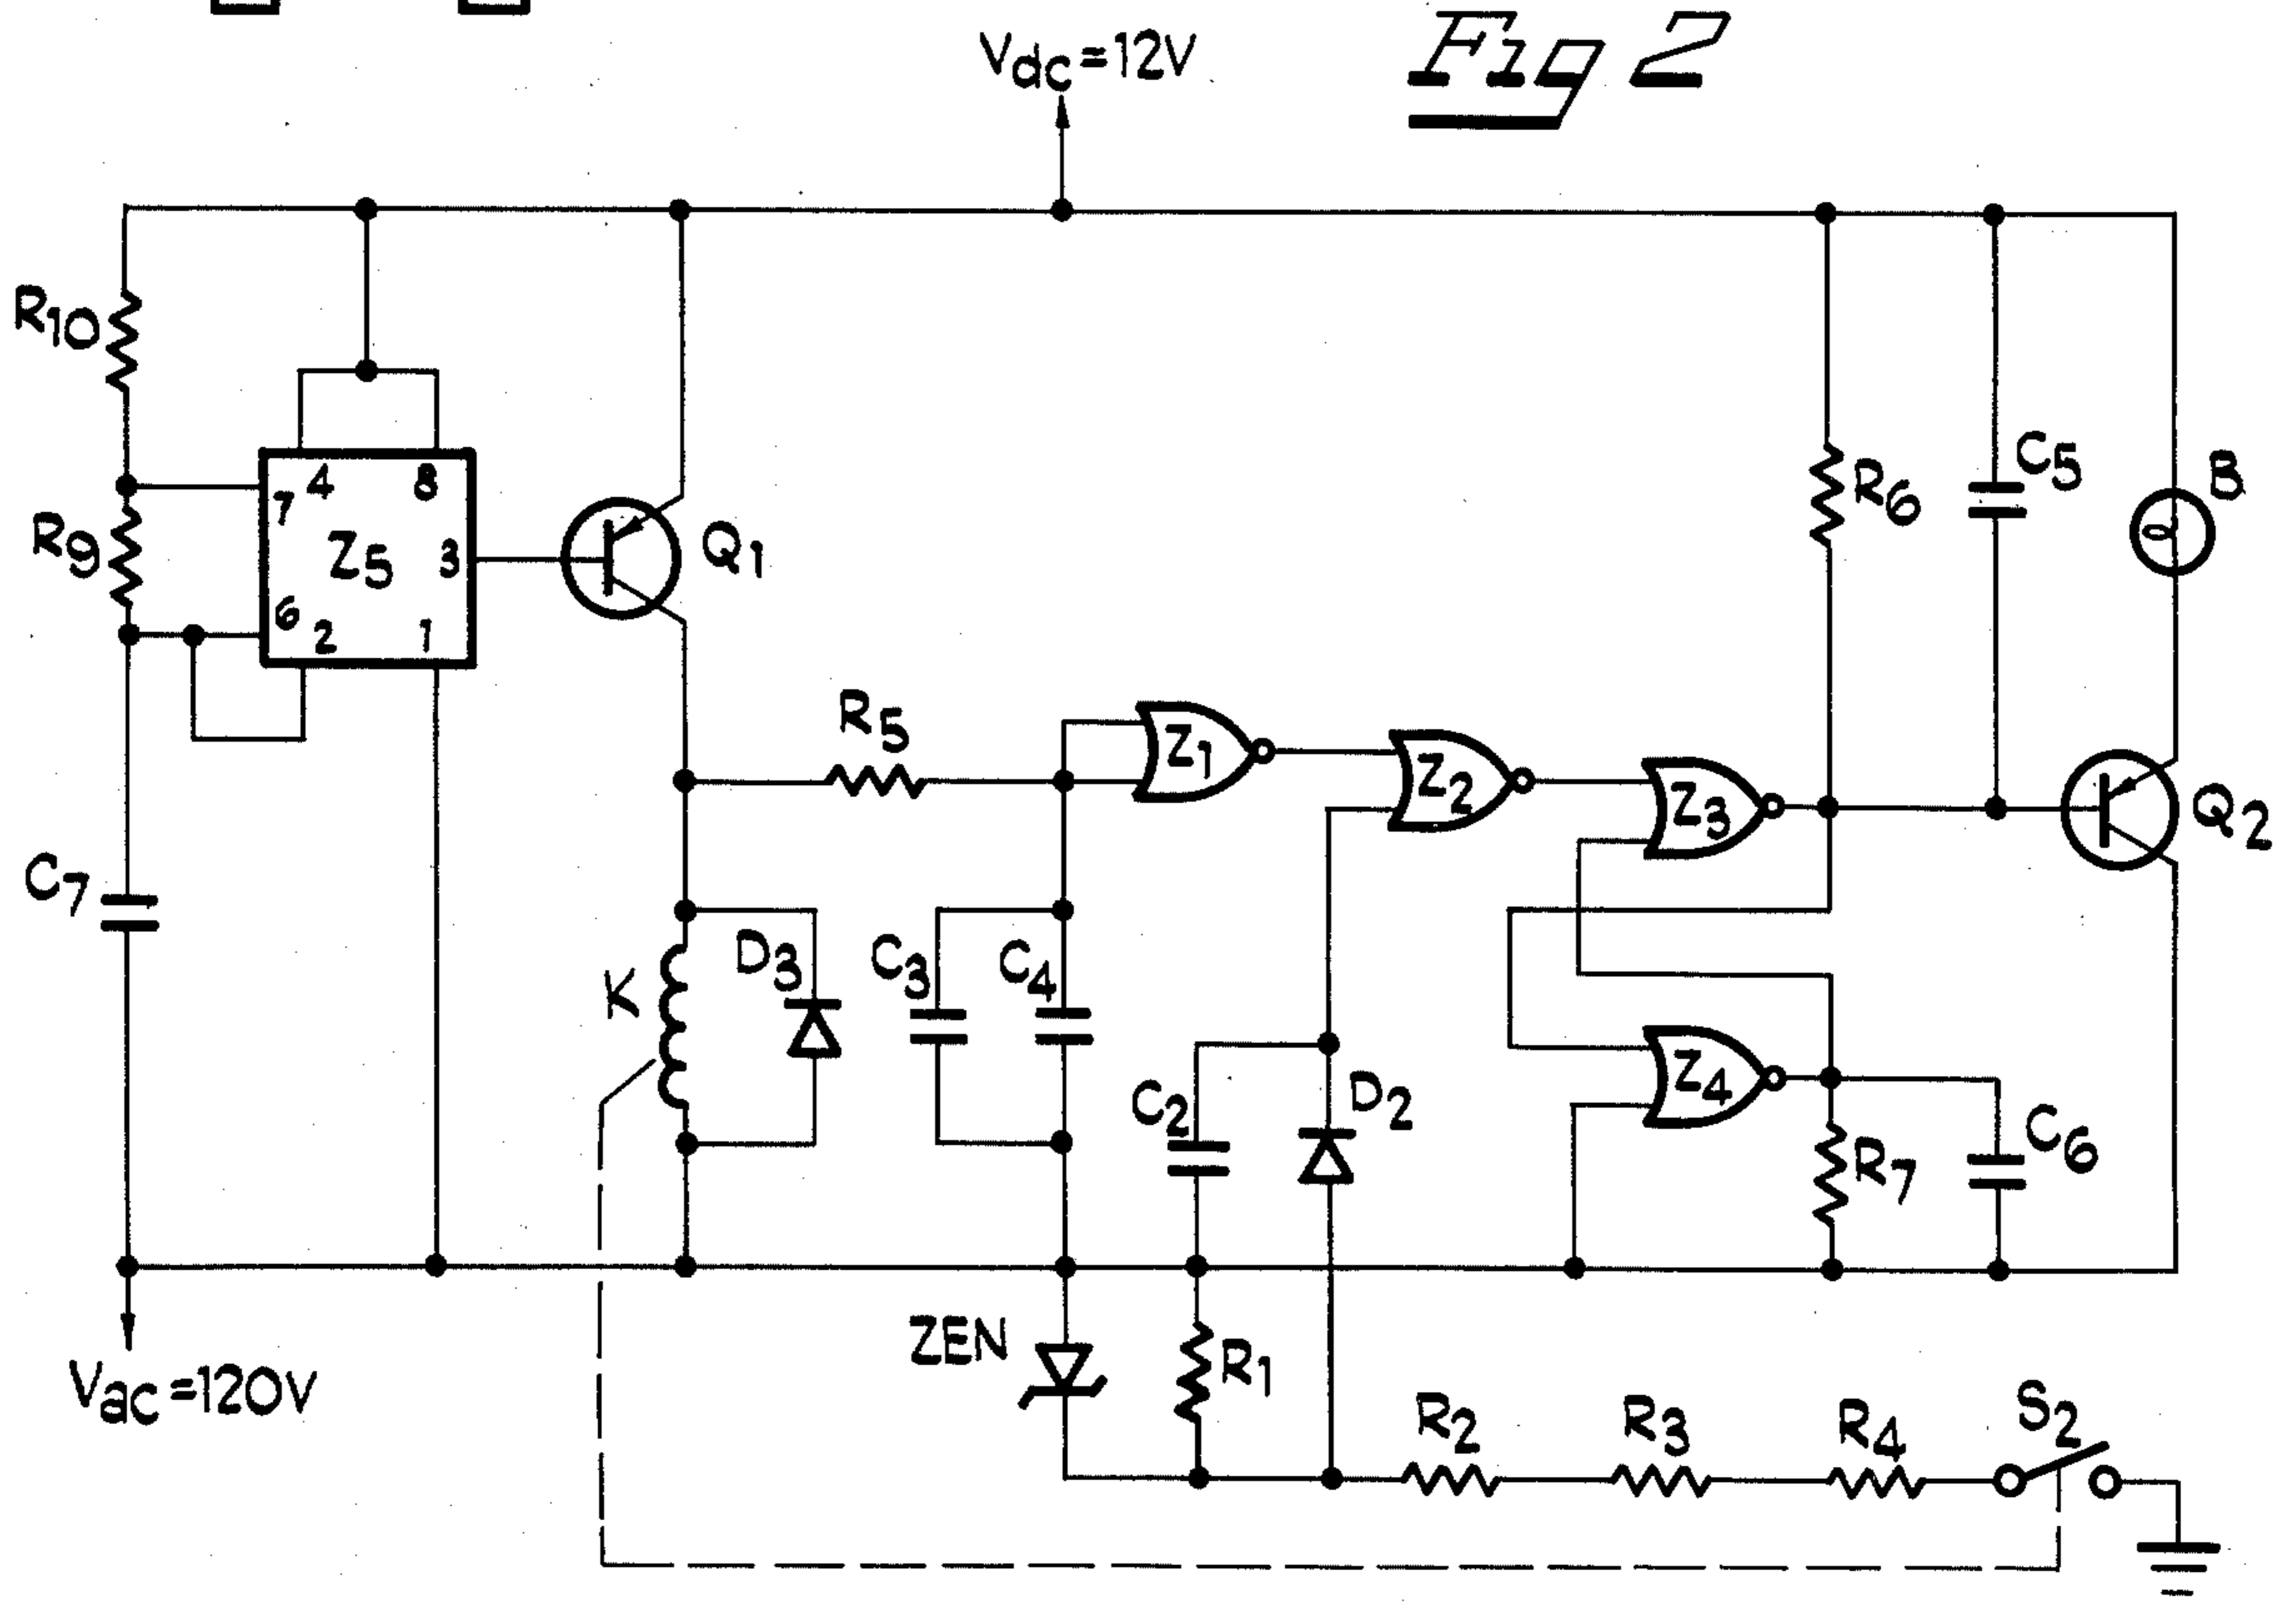 Fig 2
Vdc=12V
R10
R9
C7
7
4
8
Z5
3
6
2
1
Q1
R5
Z1
Z2
Z3
R6
C5
B
Q2
K
D3
C3
C4
C2
D2
Z4
R7
C6
Vac=120V
ZEN
R1
R2
R3
R4
S2